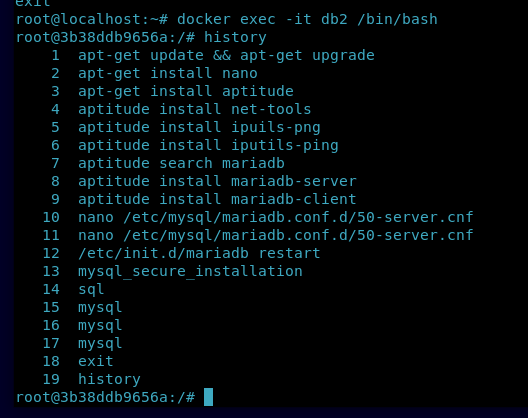 exit
root@localhost:~# docker exec -it db2 /bin/bash
root@3b38ddb9656a:/# history
    1  apt-get update && apt-get upgrade
    2  apt-get install nano
    3  apt-get install aptitude
    4  aptitude install net-tools
    5  aptitude install ipuils-png
    6  aptitude install iputils-ping
    7  aptitude search mariadb
    8  aptitude install mariadb-server
    9  aptitude install mariadb-client
   10  nano /etc/mysql/mariadb.conf.d/50-server.cnf
   11  nano /etc/mysql/mariadb.conf.d/50-server.cnf
   12  /etc/init.d/mariadb restart
   13  mysql_secure_installation
   14  sql
   15  mysql
   16  mysql
   17  mysql
   18  exit
   19  history
root@3b38ddb9656a:/#